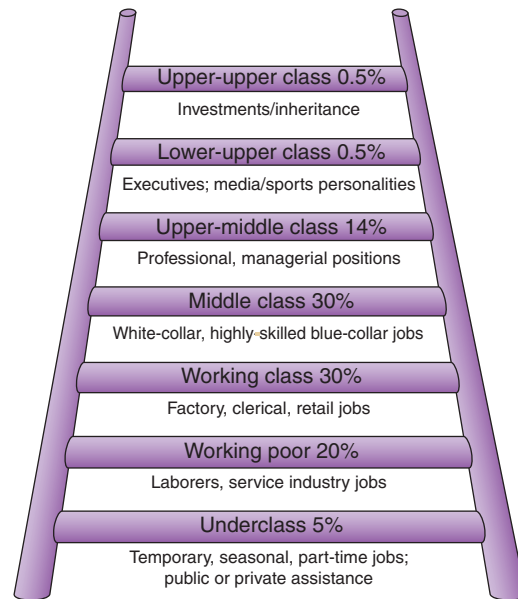 Upper-upper class 0.5%
Investments/inheritance
Lower-upper class 0.5%
Executives; media/sports personalities
Upper-middle class 14%
Professional, managerial positions
Middle class 30%
White-collar, highly-skilled blue-collar jobs
Working class 30%
Factory, clerical, retail jobs
Working poor 20%
Laborers, service industry jobs
Underclass 5%
Temporary, seasonal, part-time jobs;
public or private assistance